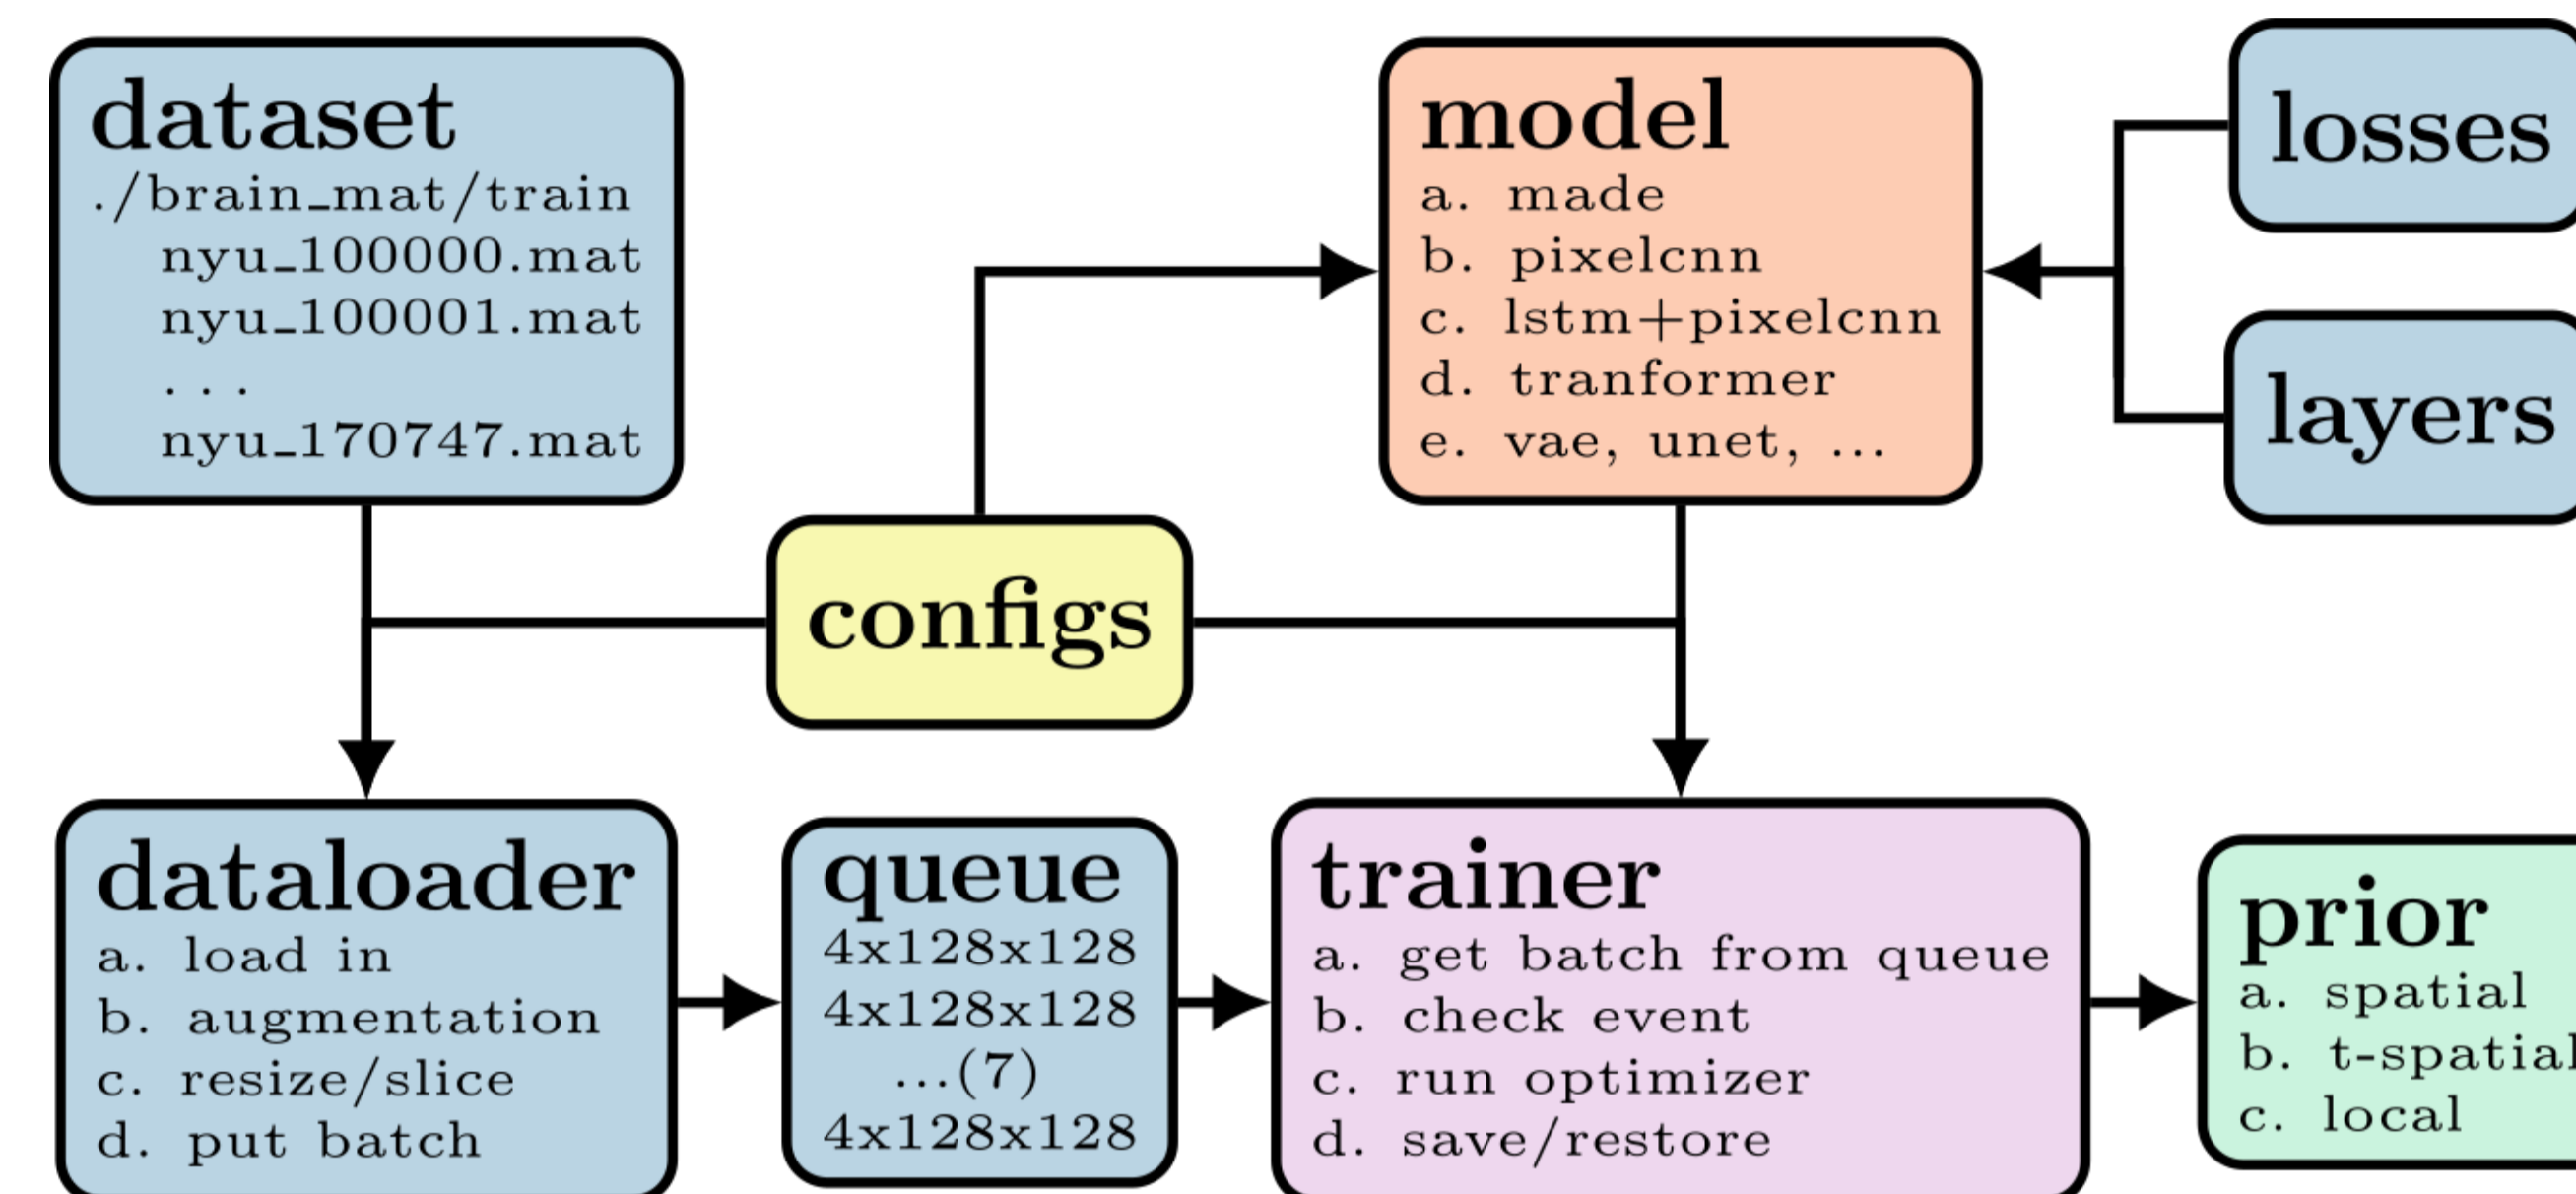 dataset
./brain_mat/train
nyu_100000.mat
nyu_100001.mat
...
nyu_170747.mat
model
a. made
b. pixelcnn
c. lstm+pixelcnn
d. tranformer
e. vae, unet, ...
losses
layers
configs
dataloader
a. load in
b. augmentation
c. resize/slice
d. put batch
queue
4x128x128
4x128x128
...(7)
4x128x128
trainer
a. get batch from queue
b. check event
c. run optimizer
d. save/restore
prior
a. spatial
b. t-spatial
c. local